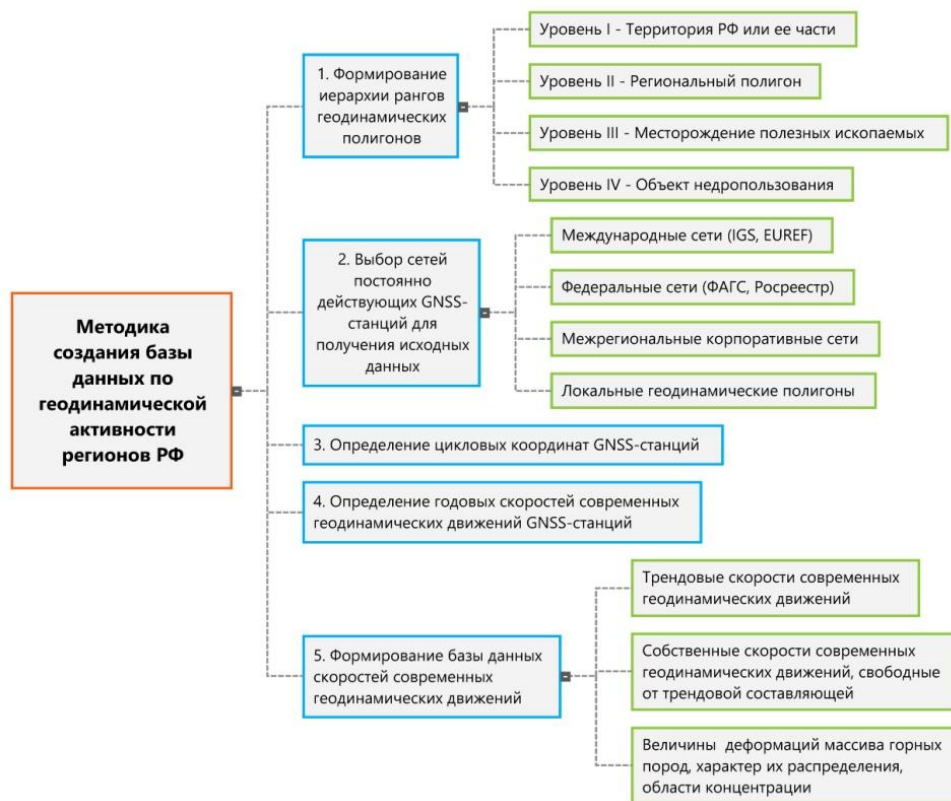 Методика
создания базы
данных по
геодинамической
активности
регионов РФ
1. Формирование
иерархии рангов
геодинамических
полигонов
Уровень I - Территория РФ или ее части
Уровень II - Региональный полигон
Уровень III - Месторождение полезных ископаемых
Уровень IV - Объект недропользования
2. Выбор сетей
постоянно
действующих GNSS-
станций для
получения исходных
данных
Международные сети (IGS, EUREF)
Федеральные сети (ФАГС, Росреестр)
Межрегиональные корпоративные сети
Локальные геодинамические полигоны
3. Определение цикловых координат GNSS-станций
4. Определение годовых скоростей современных
геодинамических движений GNSS-станций
5. Формирование базы данных
скоростей современных
геодинамических движений
Трендовые скорости современных
геодинамических движений
Собственные скорости современных
геодинамических движений, свободные
от трендовой составляющей
Величины деформаций массива горных
пород, характер их распределения,
области концентрации